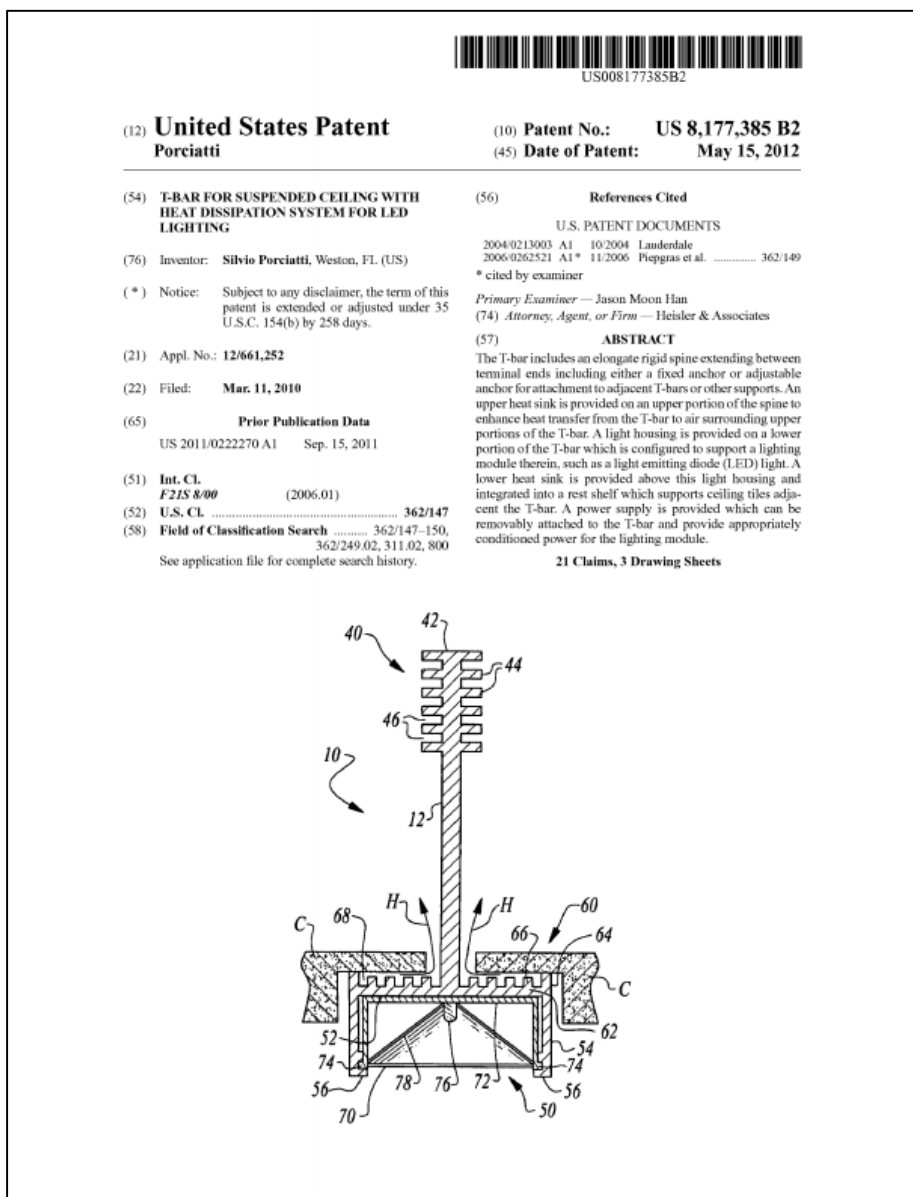 US008177385B2
(12) United States Patent
Porciatti
(10) Patent No.: US 8,177,385 B2
(45) Date of Patent: May 15, 2012
(54) T-BAR FOR SUSPENDED CEILING WITH
HEAT DISSIPATION SYSTEM FOR LED
LIGHTING
(76) Inventor: Silvio Porciatti, Weston, FL (US)
(*) Notice: Subject to any disclaimer, the term of this
patent is extended or adjusted under 35
U.S.C. 154(b) by 258 days.
(21) Appl. No.: 12/661,252
(22) Filed: Mar. 11, 2010
(65) Prior Publication Data
US 2011/0222270 A1 Sep. 15, 2011
(51) Int. Cl.
F21S 8/00 (2006.01)
(52) U.S. Cl. ........................................ 362/147
(58) Field of Classification Search .......... 362/147–150,
362/249.02, 311.02, 800
See application file for complete search history.
(56) References Cited
U.S. PATENT DOCUMENTS
2004/0213003 A1 10/2004 Lauderdale
2006/0262521 A1* 11/2006 Piepgras et al. .............. 362/149
* cited by examiner
Primary Examiner — Jason Moon Han
(74) Attorney, Agent, or Firm — Heisler & Associates
(57) ABSTRACT
The T-bar includes an elongate rigid spine extending between
terminal ends including either a fixed anchor or adjustable
anchor for attachment to adjacent T-bars or other supports. An
upper heat sink is provided on an upper portion of the spine to
enhance heat transfer from the T-bar to air surrounding upper
portions of the T-bar. A light housing is provided on a lower
portion of the T-bar which is configured to support a lighting
module therein, such as a light emitting diode (LED) light. A
lower heat sink is provided above this light housing and
integrated into a rest shelf which supports ceiling tiles adja-
cent the T-bar. A power supply is provided which can be
removably attached to the T-bar and provide appropriately
conditioned power for the lighting module.
21 Claims, 3 Drawing Sheets
42
40
44
46
10
12
H H
68 66 60
C 64
C
52 62
54
74 74
56 78 76 72 56
70 50